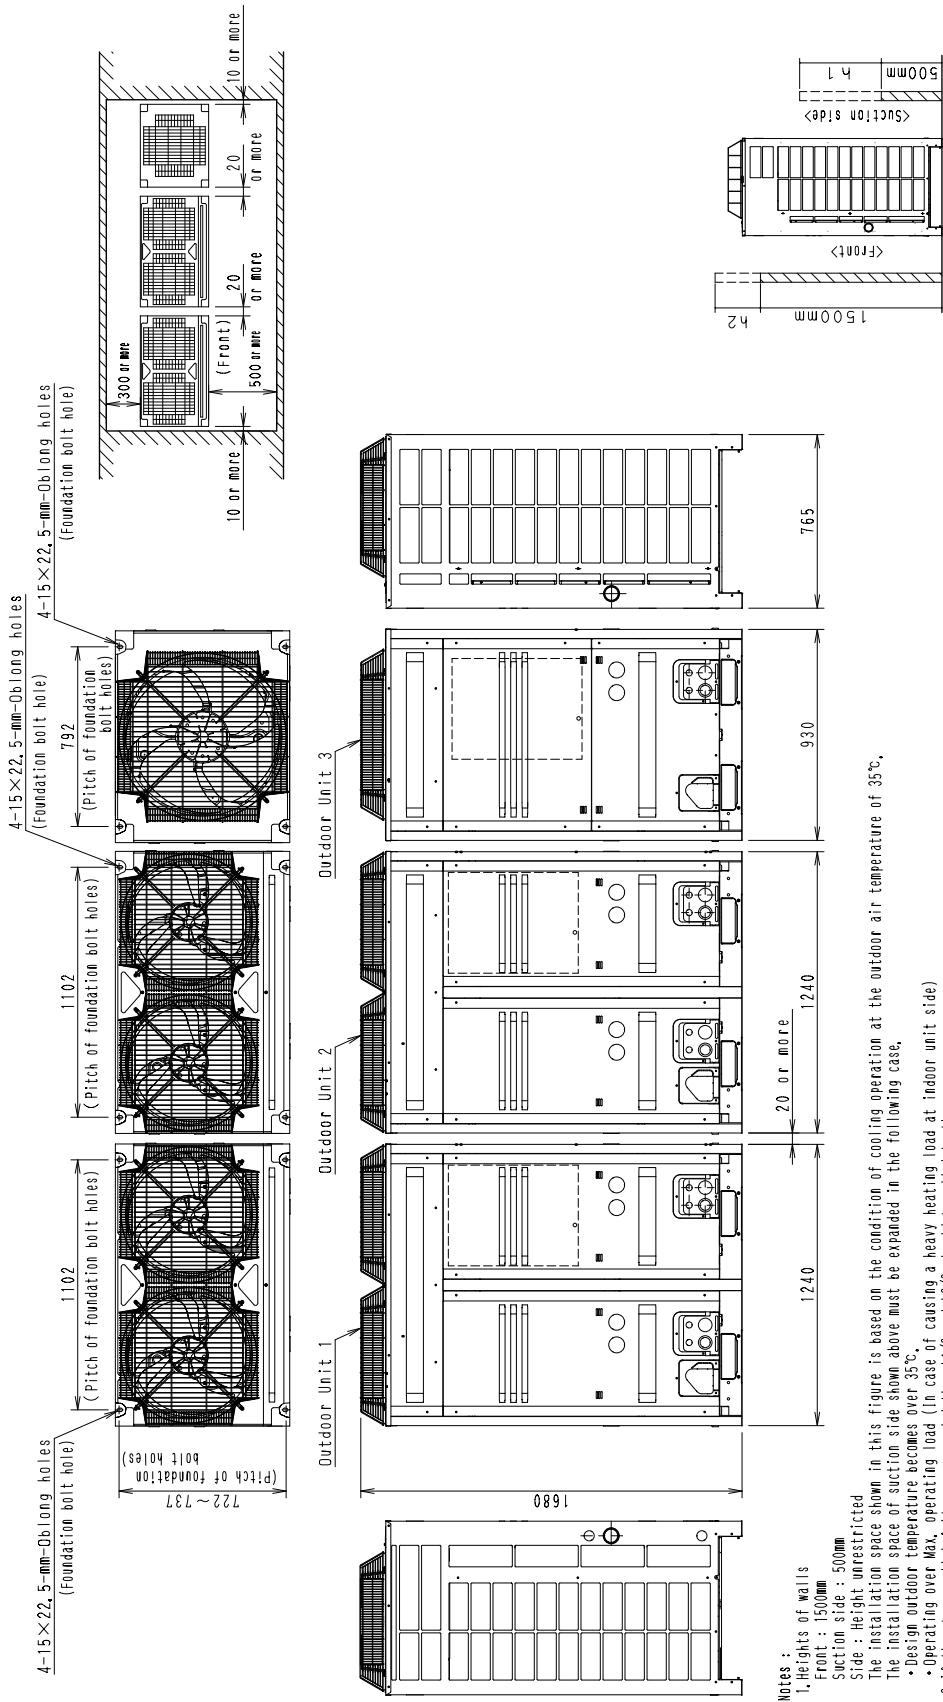 4-15×22.5-mm-Oblong holes
(Foundation bolt hole)
4-15×22.5-mm-Oblong holes
(Foundation bolt hole)
4-15×22.5-mm-Oblong holes
(Foundation bolt hole)
1102
(Pitch of foundation bolt holes)
1102
(Pitch of foundation bolt holes)
792
(Pitch of foundation
bolt holes)
722~737
(Pitch of foundation
bolt holes)
10 or more
300 or more
(Front)
500 or more
20
or more
20
or more
10 or more
Outdoor Unit 1
Outdoor Unit 2
Outdoor Unit 3
1680
1240
20 or more
1240
930
765
h2
1500mm
<Front>
<Suction side>
h1
500mm
Notes :
1. Heights of walls
Front : 1500mm
Suction side : 500mm
Side : Height unrestricted
The installation space shown in this figure is based on the condition of cooling operation at the outdoor air temperature of 35℃.
The installation space of suction side shown above must be expanded in the following case.
・Design outdoor temperature becomes over 35℃.
・Operating over Max. operating load (In case of causing a heavy heating load at indoor unit side)